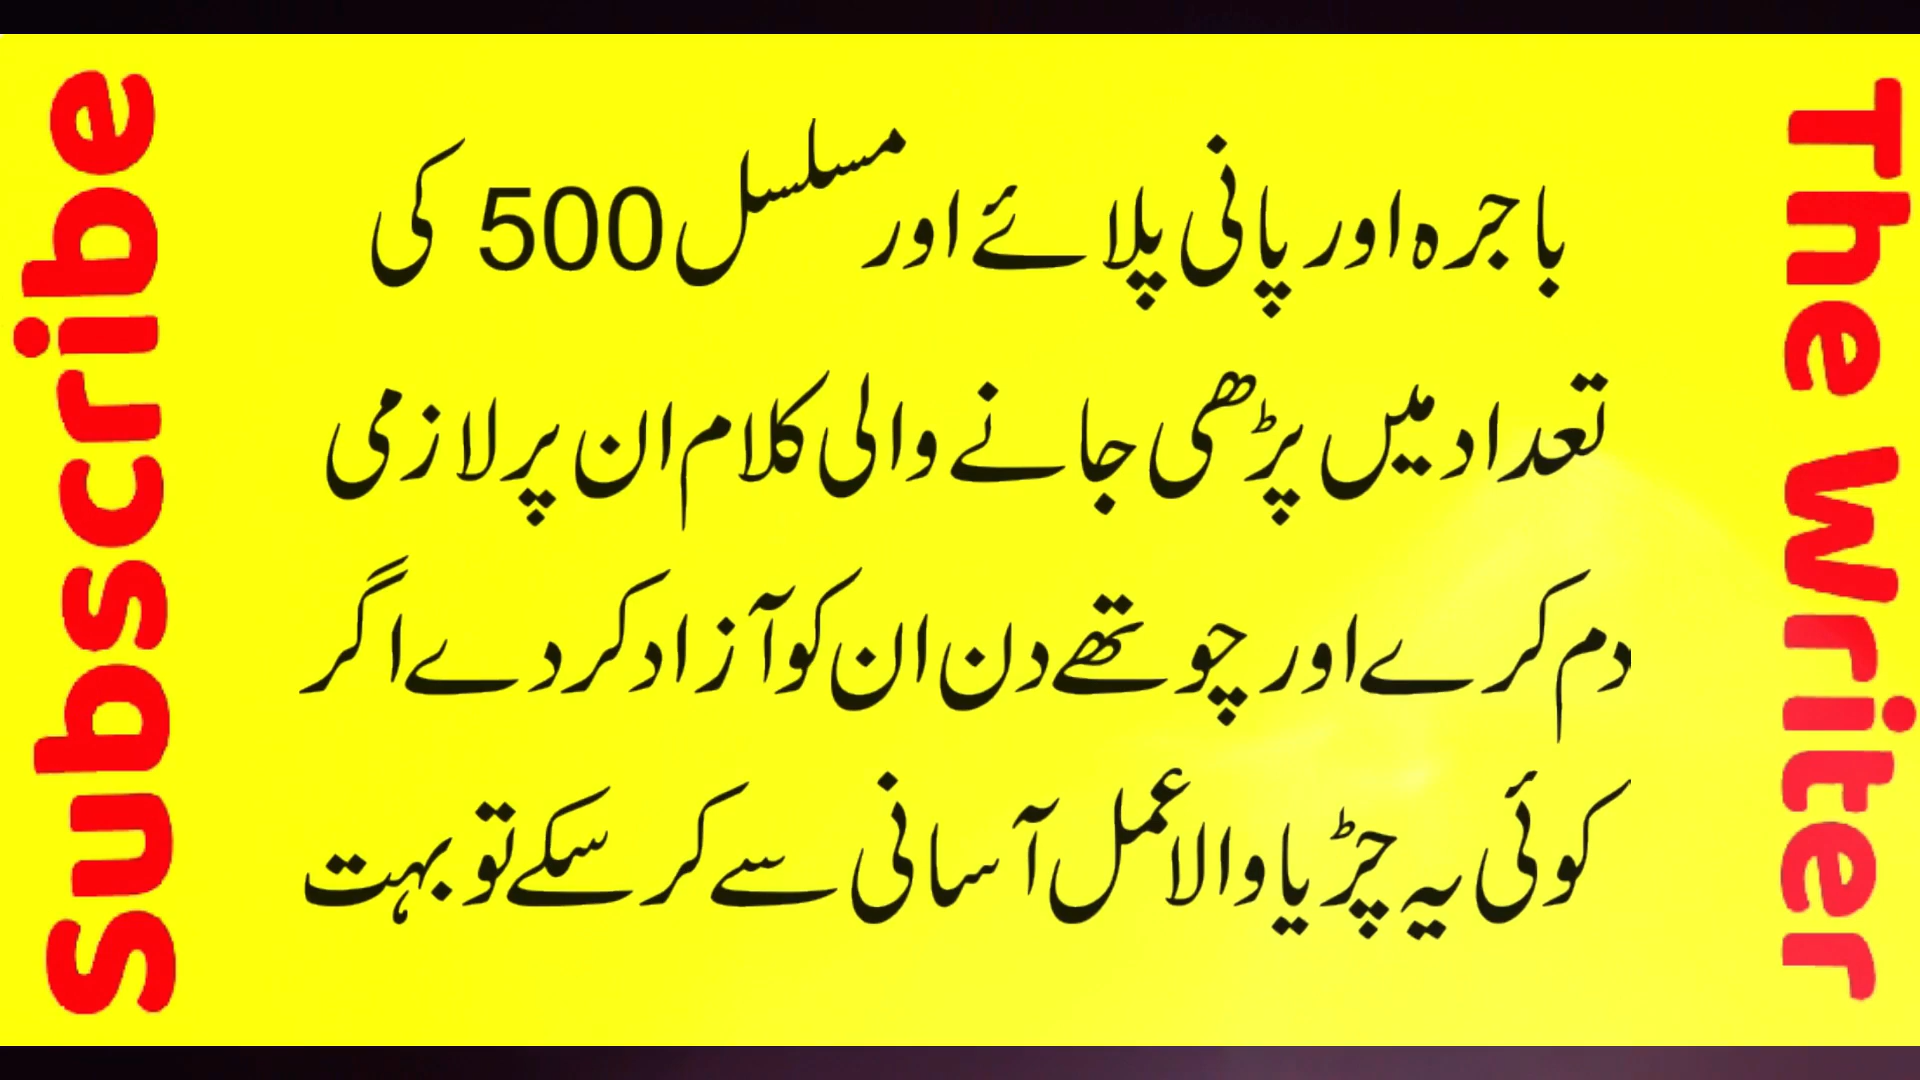 Subscribe
باجرہ اور پانی پلائے اور مسلسل 500 کی
تعداد میں پڑھی جانے والی کلام ان پر لازمی
دم کرے اور چوتھے دن ان کو آزاد کر دے اگر
کوئی یہ چڑیا والا عمل آسانی سے کر سکے تو بہت
The Writer